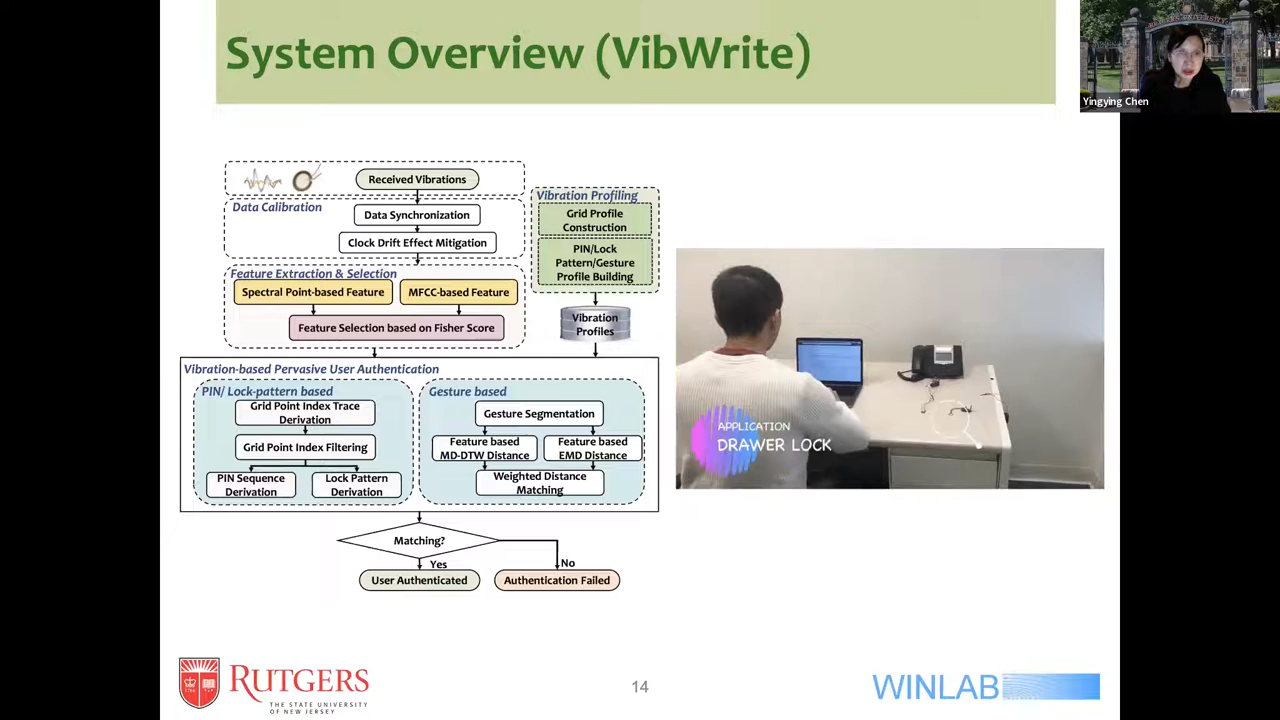 System Overview (VibWrite)
RUTGERS UNIVERSITY
Yingying Chen
Received Vibrations
Data Calibration
Data Synchronization
Clock Drift Effect Mitigation
Feature Extraction & Selection
Spectral Point-based Feature
MFCC-based Feature
Feature Selection based on Fisher Score
Vibration Profiling
Grid Profile
Construction
PIN/Lock
Pattern/Gesture
Profile Building
Vibration
Profiles
Vibration-based Pervasive User Authentication
PIN/ Lock-pattern based
Grid Point Index Trace
Derivation
Grid Point Index Filtering
PIN Sequence
Derivation
Lock Pattern
Derivation
Gesture based
Gesture Segmentation
Feature based
MD-DTW Distance
Feature based
EMD Distance
Weighted Distance
Matching
Matching?
Yes
No
User Authenticated
Authentication Failed
APPLICATION
DRAWER LOCK
RUTGERS
THE STATE UNIVERSITY
OF NEW JERSEY
14
WINLAB